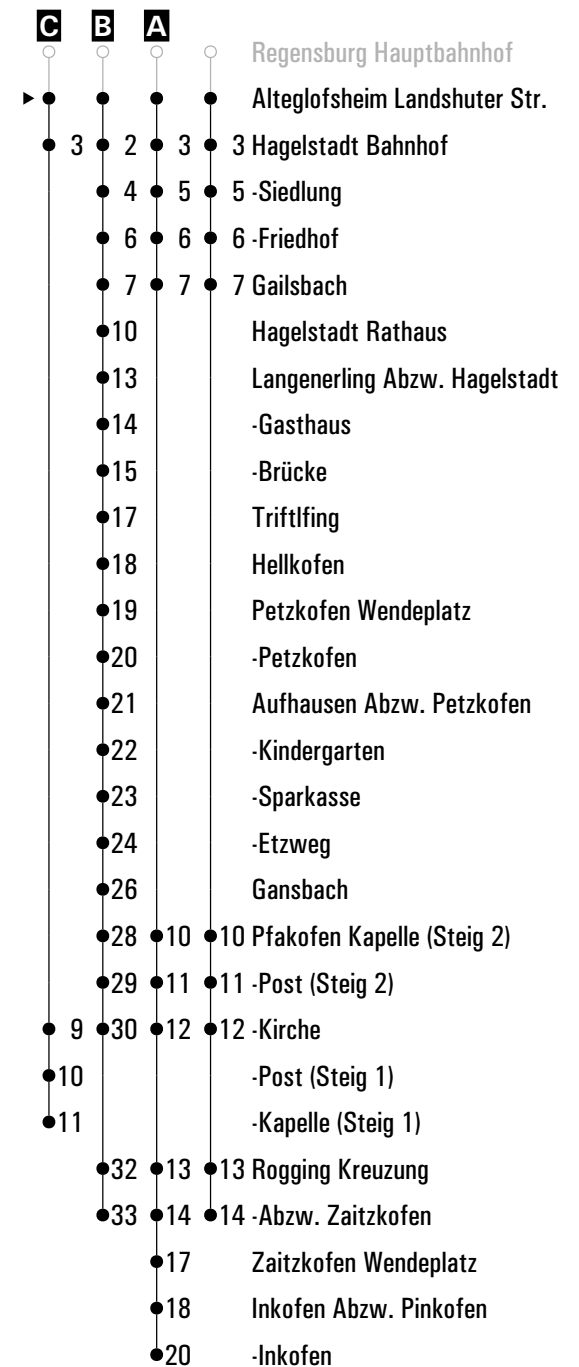 C B A
Regensburg Hauptbahnhof
Alteglofsheim Landshuter Str.
3 2 3 3 Hagelstadt Bahnhof
4 5 5 -Siedlung
6 6 6 -Friedhof
7 7 7 Gailsbach
10 Hagelstadt Rathaus
13 Langenerling Abzw. Hagelstadt
14 -Gasthaus
15 -Brücke
17 Triftlfing
18 Hellkofen
19 Petzkofen Wendeplatz
20 -Petzkofen
21 Aufhausen Abzw. Petzkofen
22 -Kindergarten
23 -Sparkasse
24 -Etzweg
26 Gansbach
28 10 10 Pfakofen Kapelle (Steig 2)
29 11 11 -Post (Steig 2)
9 30 12 12 -Kirche
10 -Post (Steig 1)
11 -Kapelle (Steig 1)
32 13 13 Rogging Kreuzung
33 14 14 -Abzw. Zaitzkofen
17 Zaitzkofen Wendeplatz
18 Inkofen Abzw. Pinkofen
20 -Inkofen